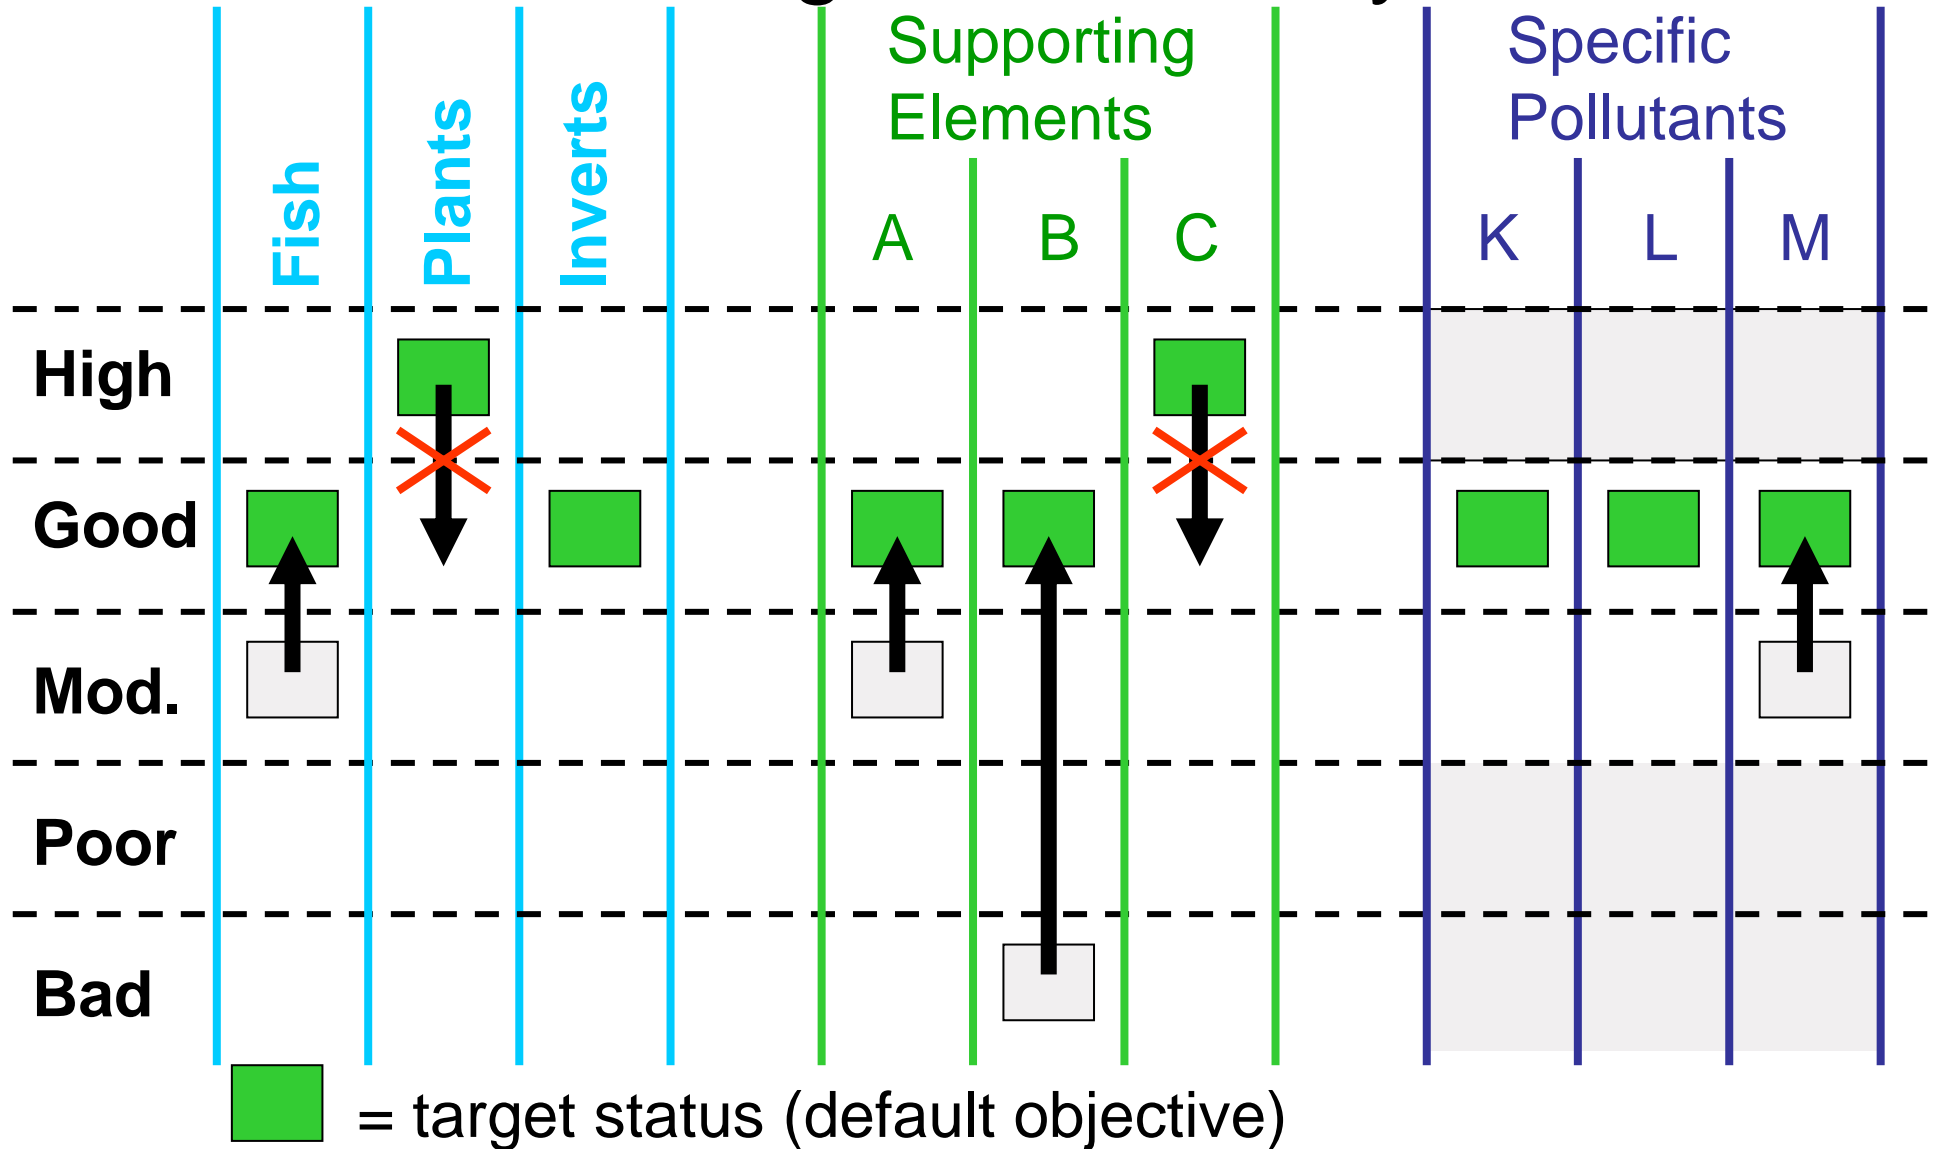 Supporting
Elements
Specific
Pollutants
Fish
Plants
Inverts
A
B
C
K
L
M
High
Good
Mod.
Poor
Bad
= target status (default objective)